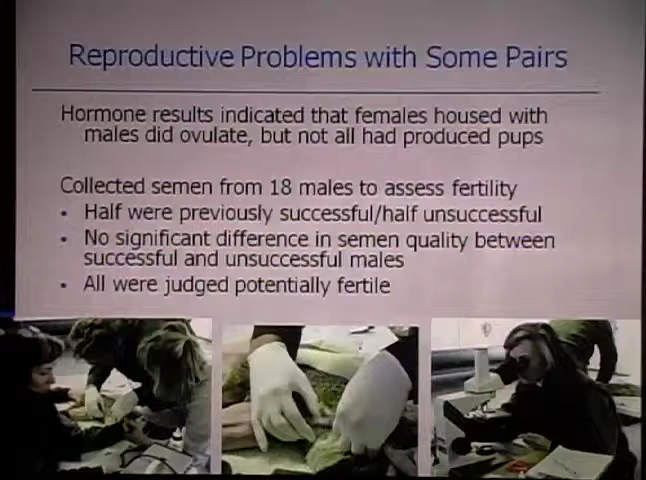 Reproductive Problems with Some Pairs
Hormone results indicated that females housed with
males did ovulate, but not all had produced pups
Collected semen from 18 males to assess fertility
• Half were previously successful/half unsuccessful
• No significant difference in semen quality between
successful and unsuccessful males
• All were judged potentially fertile